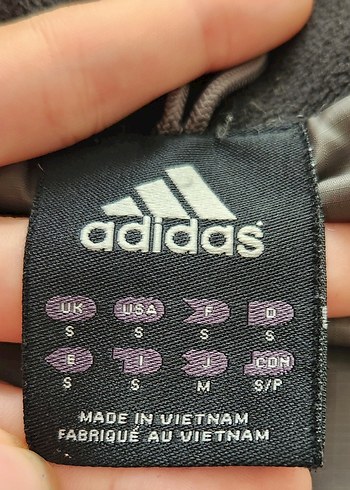 adidas
UK USA F D
S S S S
E I J CDN
S S M S/P
MADE IN VIETNAM
FABRIQUÉ AU VIETNAM